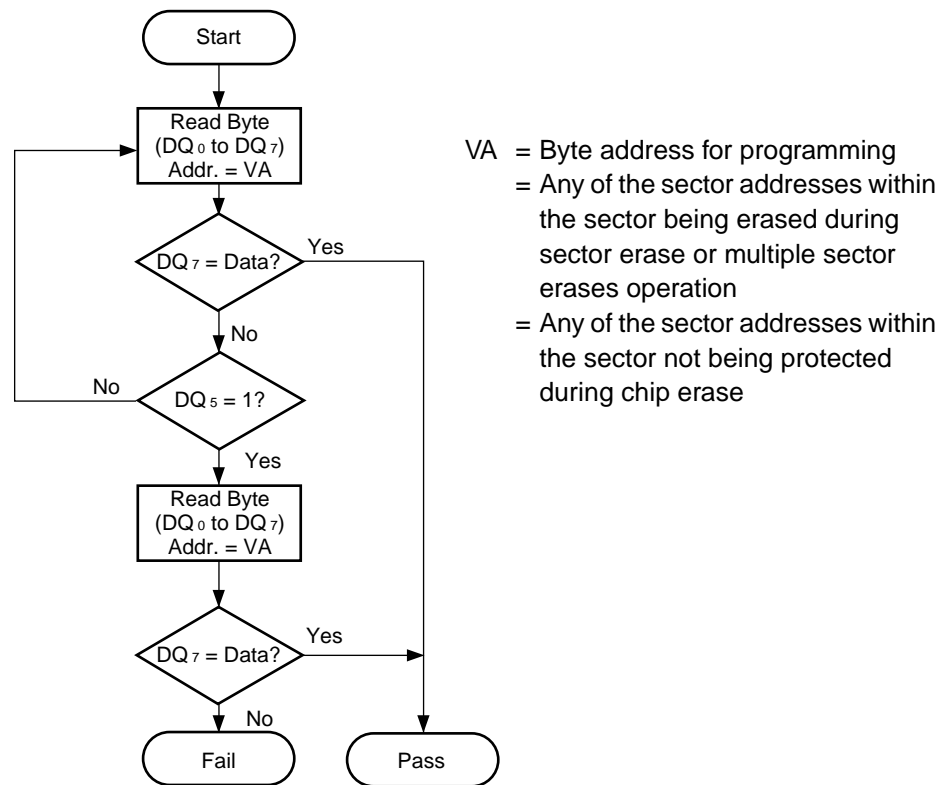 Start
Read Byte
(DQ0 to DQ7)
Addr. = VA
DQ7 = Data?
Yes
No
DQ5 = 1?
No
Yes
Read Byte
(DQ0 to DQ7)
Addr. = VA
DQ7 = Data?
Yes
No
Fail
Pass
VA = Byte address for programming
= Any of the sector addresses within
the sector being erased during
sector erase or multiple sector
erases operation
= Any of the sector addresses within
the sector not being protected
during chip erase